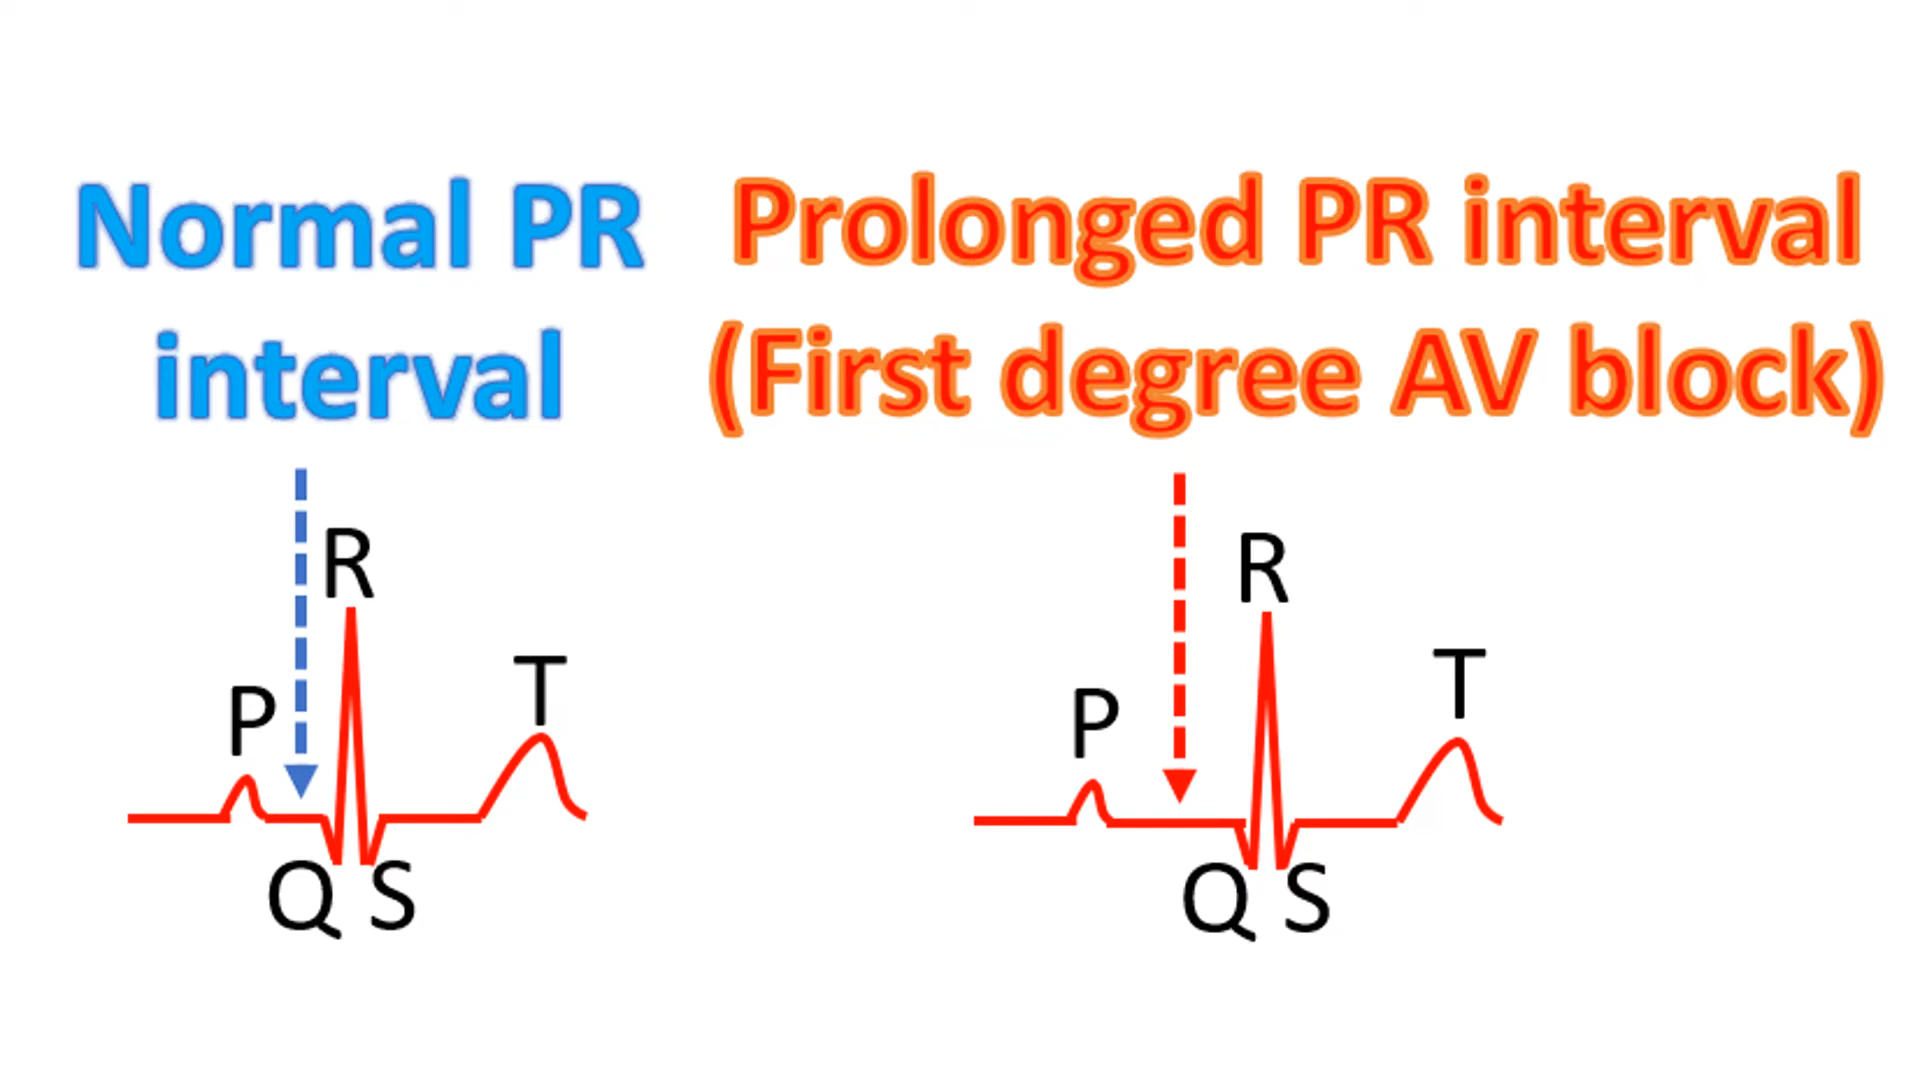 Normal PR
interval
Prolonged PR interval
(First degree AV block)
R
P
T
Q S
R
P
T
Q S